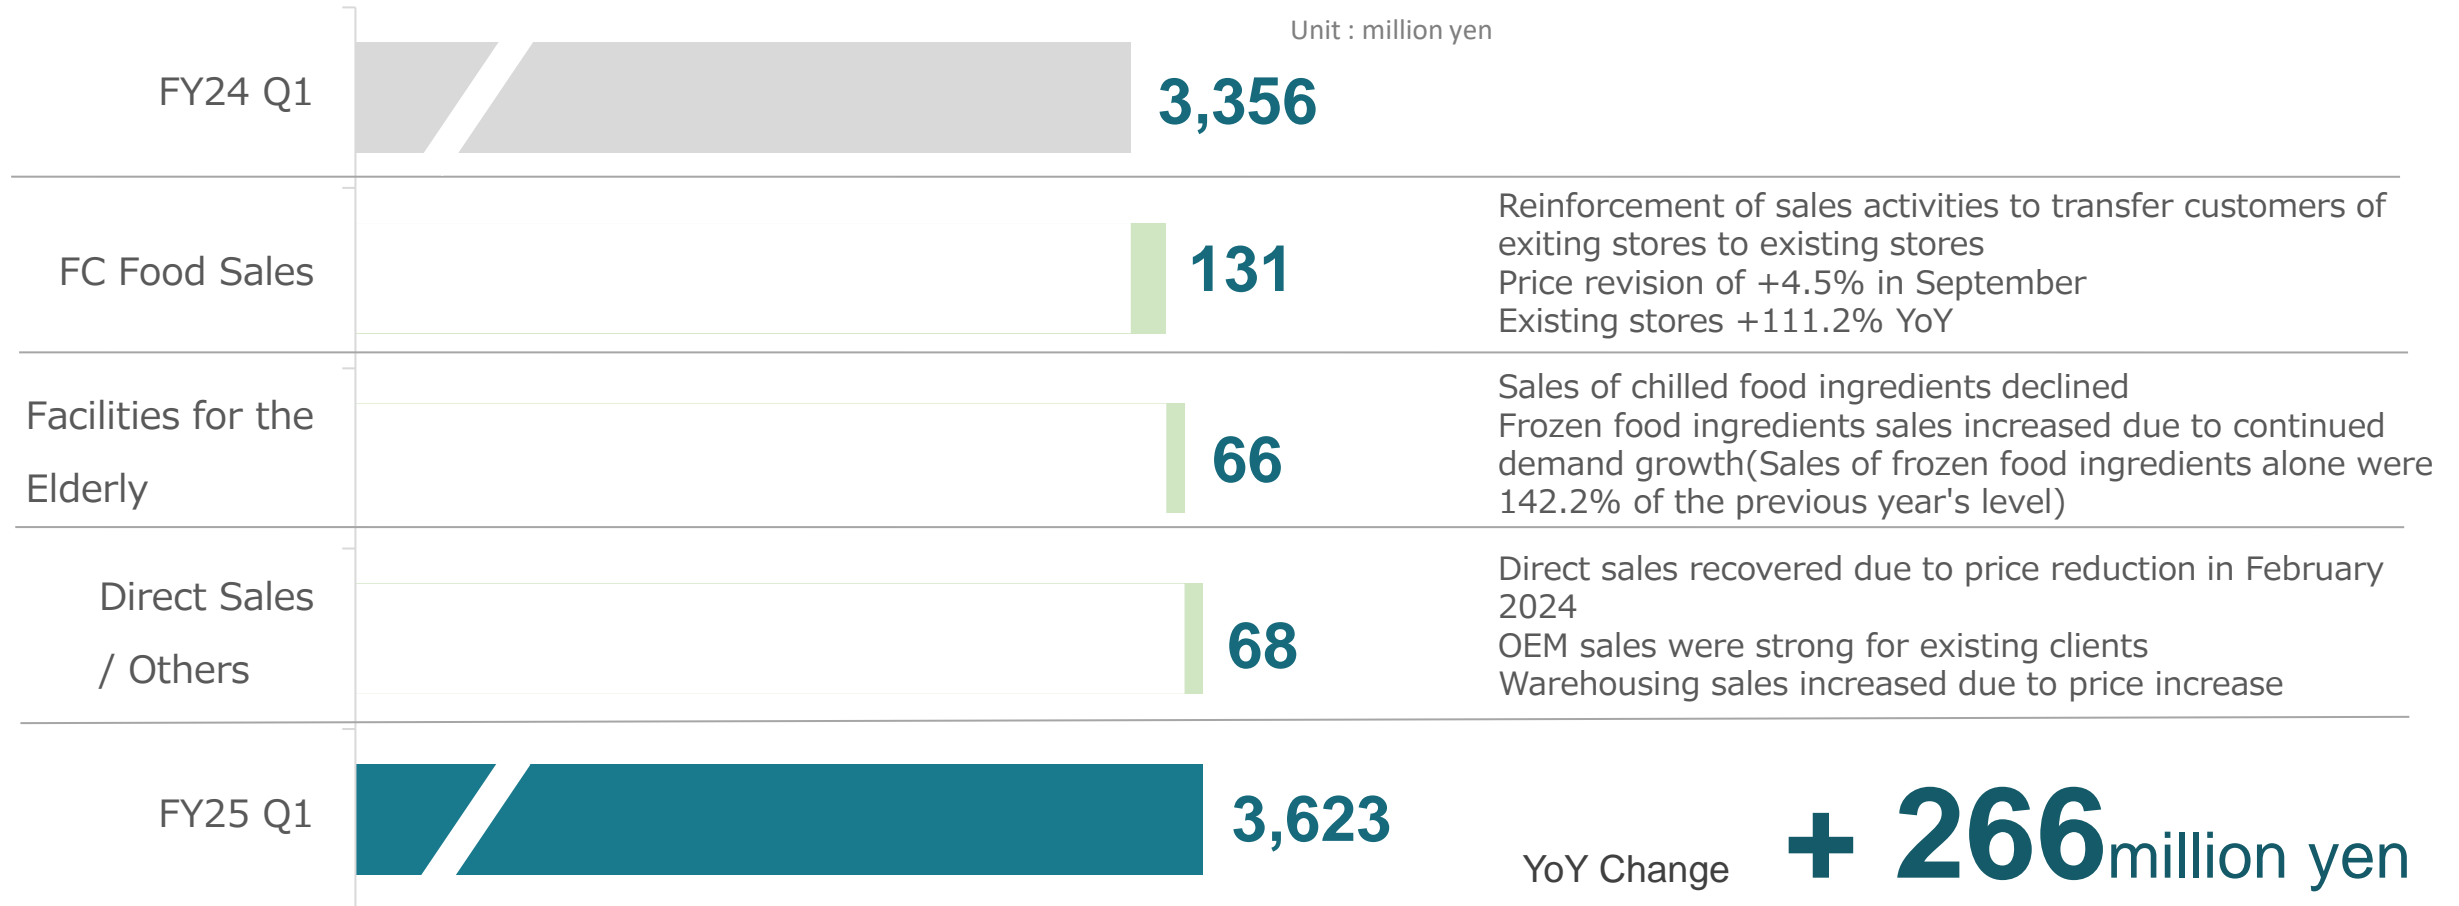 Unit : million yen
FY24 Q1
3,356
FC Food Sales
131
Reinforcement of sales activities to transfer customers of
exiting stores to existing stores
Price revision of +4.5% in September
Existing stores +111.2% YoY
Facilities for the
Elderly
66
Sales of chilled food ingredients declined
Frozen food ingredients sales increased due to continued
demand growth(Sales of frozen food ingredients alone were
142.2% of the previous year's level)
Direct Sales
/ Others
68
Direct sales recovered due to price reduction in February
2024
OEM sales were strong for existing clients
Warehousing sales increased due to price increase
FY25 Q1
3,623
YoY Change + 266million yen